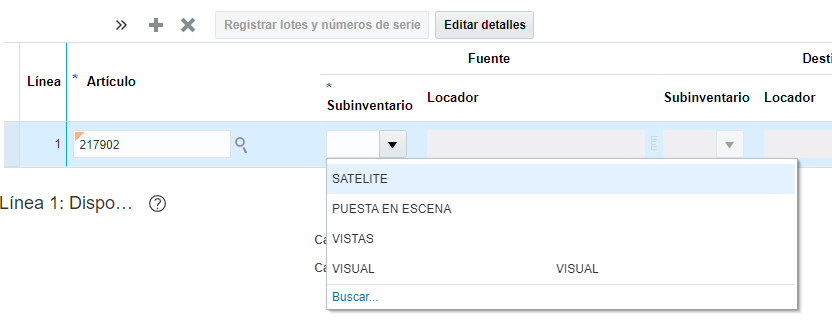 Registrar lotes y números de serie
Editar detalles
Fuente
Desti
Línea
* Artículo
* Subinventario
Locador
Subinventario
Locador
1
217902
SATELITE
PUESTA EN ESCENA
VISTAS
VISUAL VISUAL
Buscar...
Línea 1: Dispo... ?
Ca
Ca